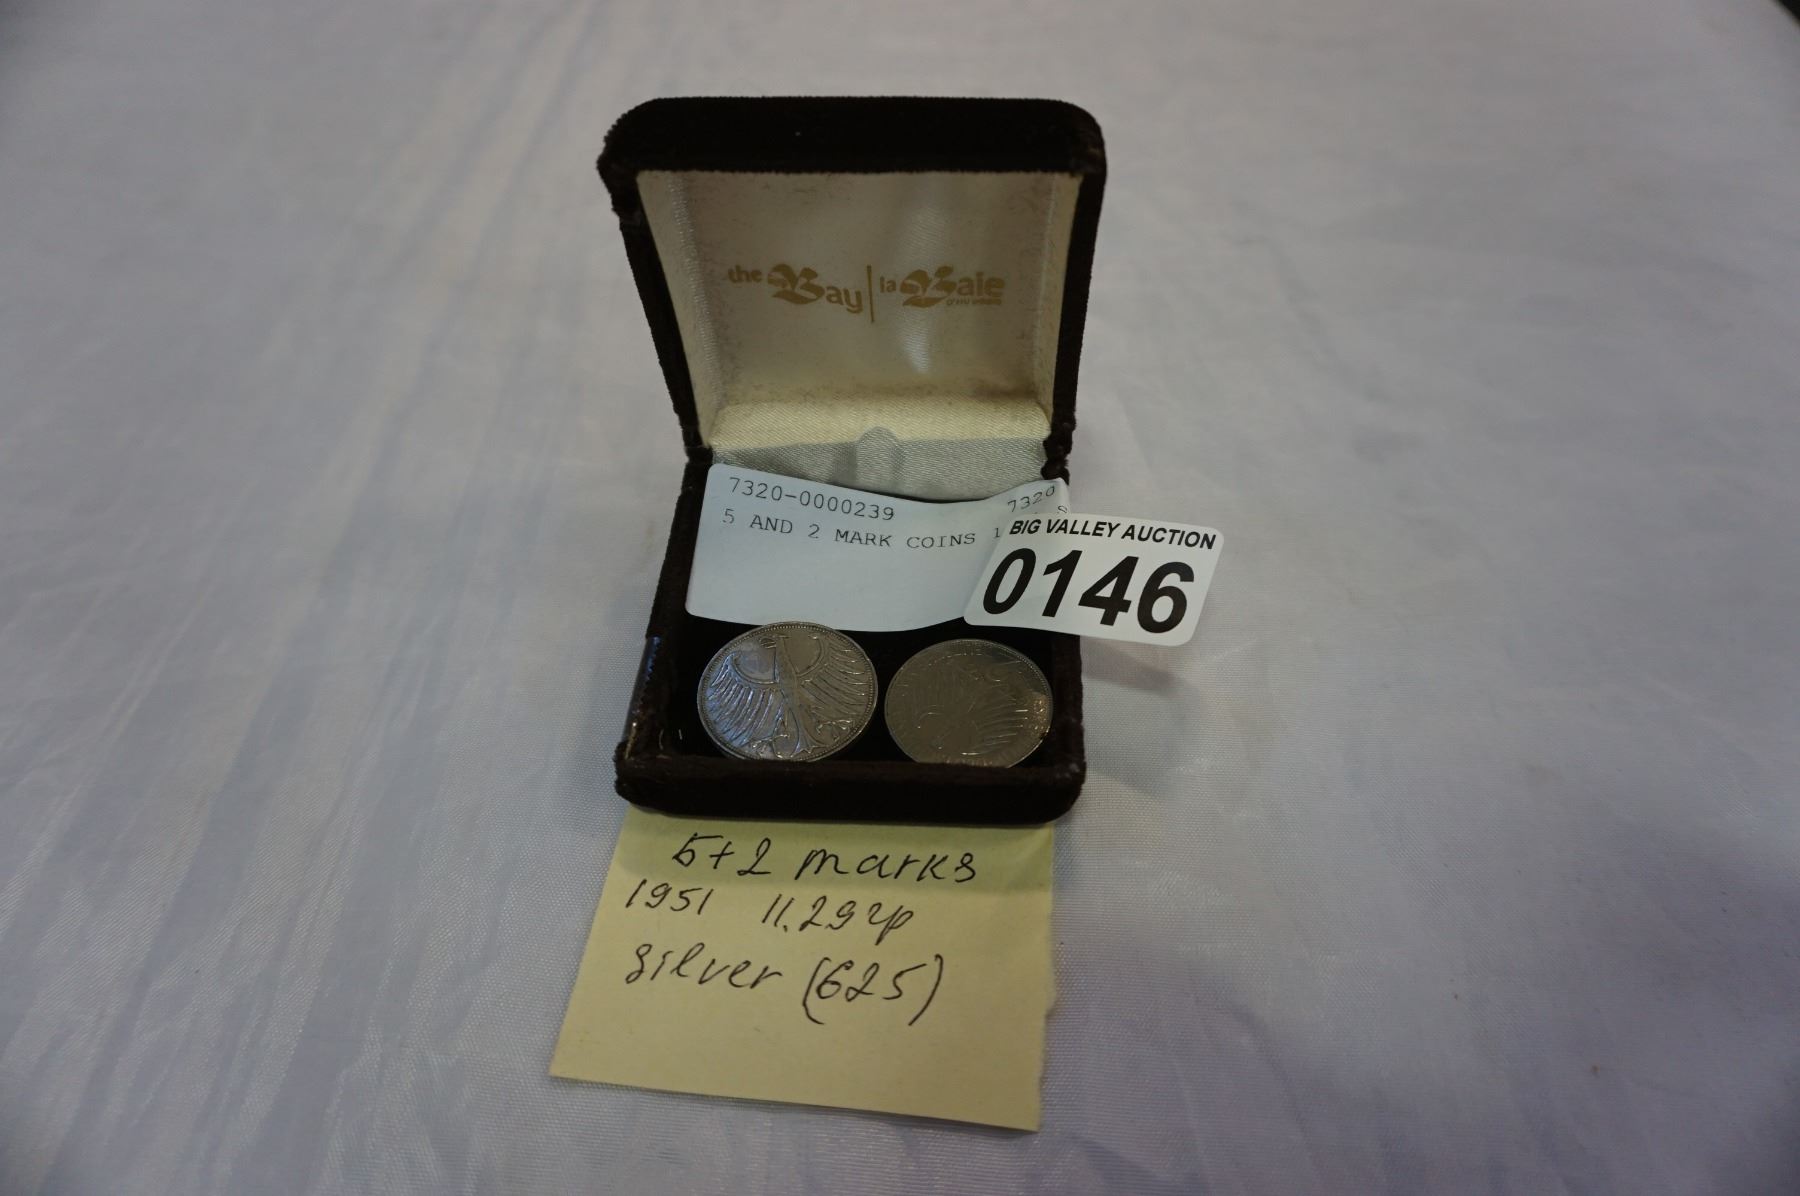 the Bay | la Baie
7320-0000239 7320
5 AND 2 MARK COINS
BIG VALLEY AUCTION
0146
5+2 marks
1951 11.2gr
silver (625)